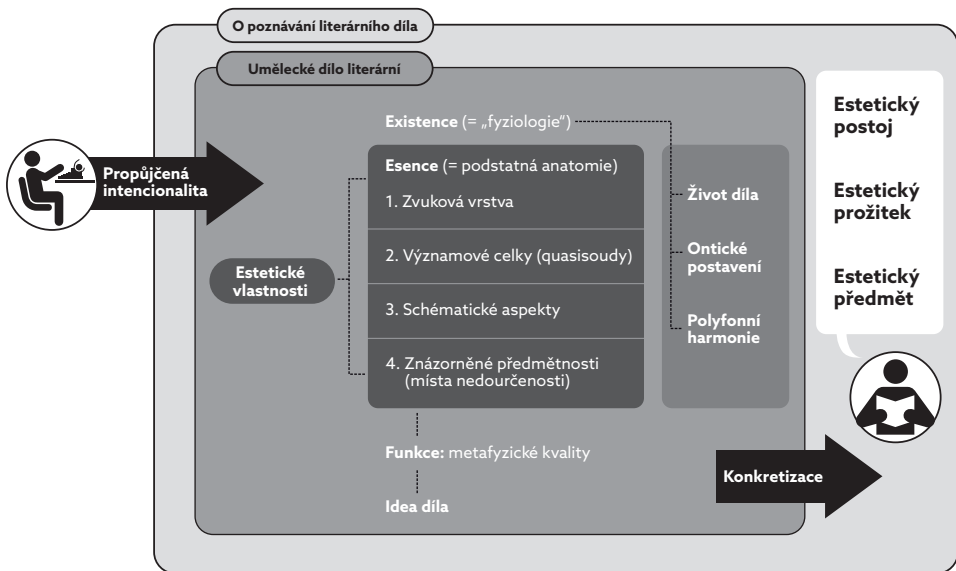 O poznávání literárního díla
Umělecké dílo literární
Propůjčená
intencionalita
Existence (= „fyziologie“)
Esence (= podstatná anatomie)
1. Zvuková vrstva
2. Významové celky (quasisoudy)
3. Schématické aspekty
4. Znázorněné předmětnosti
(místa nedourčenosti)
Estetické
vlastnosti
Život díla
Ontické
postavení
Polyfonní
harmonie
Funkce: metafyzické kvality
Idea díla
Konkretizace
Estetický
postoj
Estetický
prožitek
Estetický
předmět